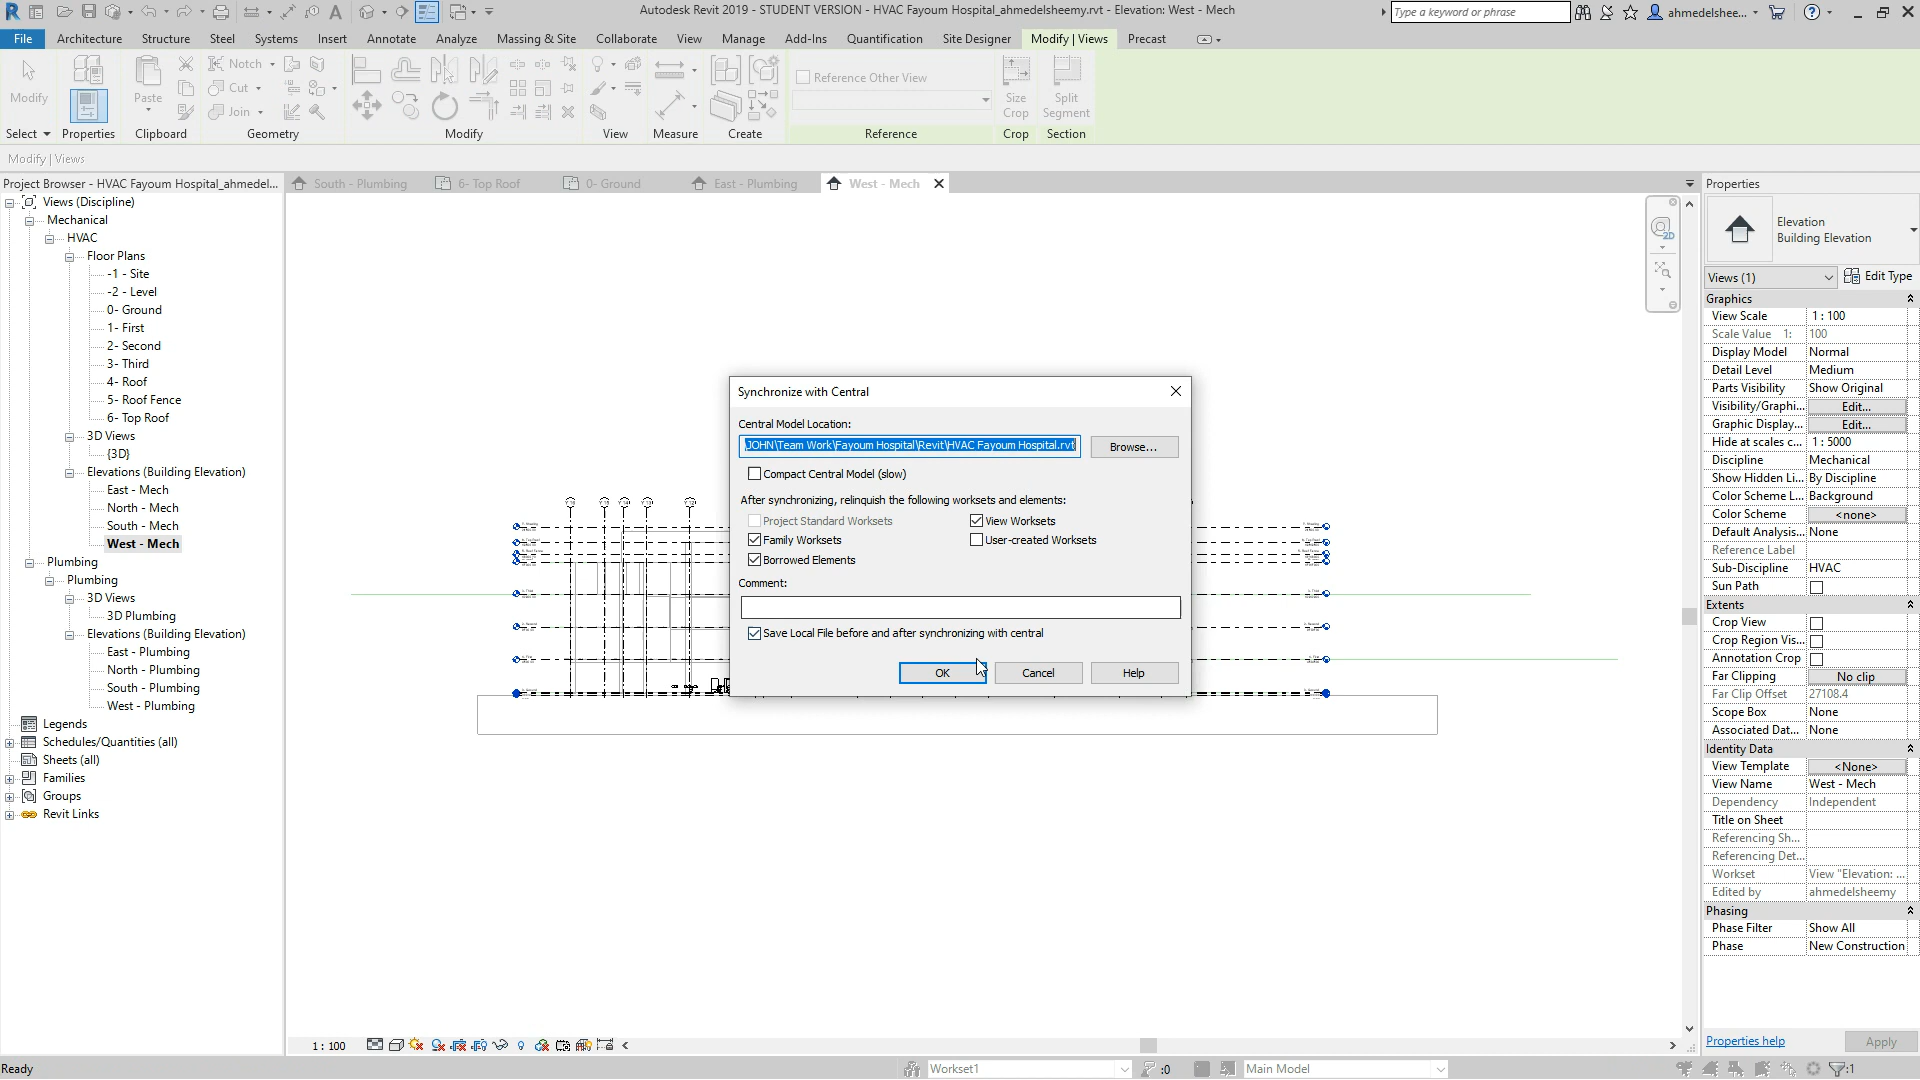 Autodesk Revit 2019 - STUDENT VERSION - HVAC Fayoum Hospital_ahmedelsheemy.rvt - Elevation: West - Mech
Type a keyword or phrase
ahmedelshee...
File Architecture Structure Steel Systems Insert Annotate Analyze Massing & Site Collaborate View Manage Add-Ins Quantification Site Designer Modify | Views Precast
Modify
Paste
Notch
Cut
Join
Reference Other View
Size Crop
Split Segment
Select Properties Clipboard Geometry Modify View Measure Create Reference Crop Section
Modify | Views
Project Browser - HVAC Fayoum Hospital_ahmedel...
Views (Discipline)
Mechanical
HVAC
Floor Plans
-1 - Site
-2 - Level
0- Ground
1- First
2- Second
3- Third
4- Roof
5- Roof Fence
6- Top Roof
3D Views
{3D}
Elevations (Building Elevation)
East - Mech
North - Mech
South - Mech
West - Mech
Plumbing
Plumbing
3D Views
3D Plumbing
Elevations (Building Elevation)
East - Plumbing
North - Plumbing
South - Plumbing
West - Plumbing
Legends
Schedules/Quantities (all)
Sheets (all)
Families
Groups
Revit Links
South - Plumbing 6- Top Roof 0- Ground East - Plumbing West - Mech
2D
Synchronize with Central
Central Model Location:
\JOHN\Team Work\Fayoum Hospital\Revit\HVAC Fayoum Hospital.rvt
Browse...
Compact Central Model (slow)
After synchronizing, relinquish the following worksets and elements:
Project Standard Worksets View Worksets
Family Worksets User-created Worksets
Borrowed Elements
Comment:
Save Local File before and after synchronizing with central
OK Cancel Help
Properties
Elevation
Building Elevation
Views (1) Edit Type
Graphics
View Scale 1 : 100
Scale Value 1: 100
Display Model Normal
Detail Level Medium
Parts Visibility Show Original
Visibility/Graphi... Edit...
Graphic Display... Edit...
Hide at scales c... 1 : 5000
Discipline Mechanical
Show Hidden Li... By Discipline
Color Scheme L... Background
Color Scheme <none>
Default Analysis... None
Reference Label
Sub-Discipline HVAC
Sun Path
Extents
Crop View
Crop Region Vis...
Annotation Crop
Far Clipping No clip
Far Clip Offset 27108.4
Scope Box None
Associated Dat... None
Identity Data
View Template <None>
View Name West - Mech
Dependency Independent
Title on Sheet
Referencing Sh...
Referencing Det...
Workset View "Elevation: ...
Edited by ahmedelsheemy
Phasing
Phase Filter Show All
Phase New Construction
Properties help Apply
1 : 100
Ready
Workset1
:0
Main Model
:1